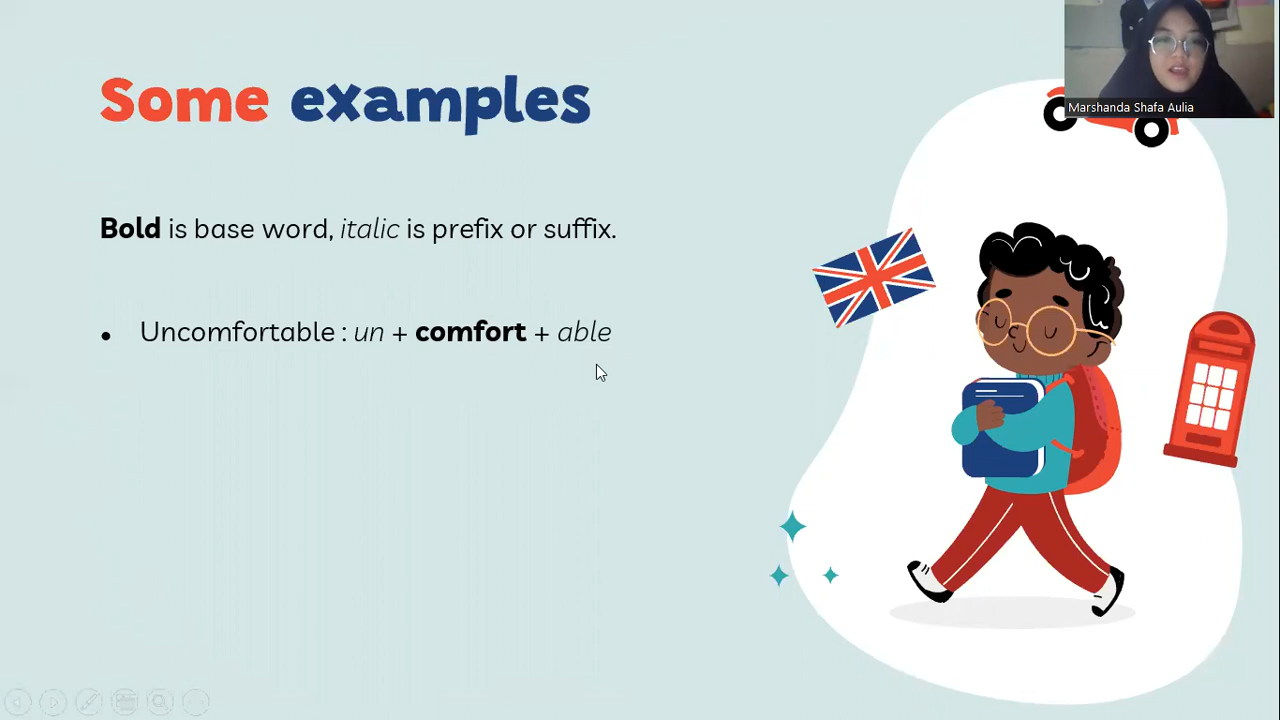 Some examples
Marshanda Shafa Aulia
Bold is base word, italic is prefix or suffix.
• Uncomfortable : un + comfort + able